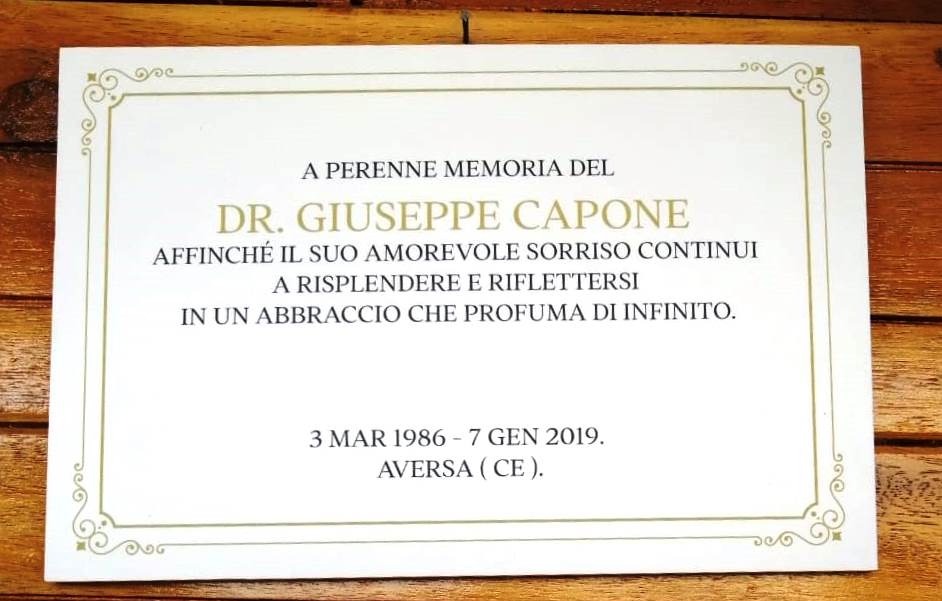 A PERENNE MEMORIA DEL
DR. GIUSEPPE CAPONE
AFFINCHÉ IL SUO AMOREVOLE SORRISO CONTINUI
A RISPLENDERE E RIFLETTERSI
IN UN ABBRACCIO CHE PROFUMA DI INFINITO.
3 MAR 1986 - 7 GEN 2019.
AVERSA ( CE ).